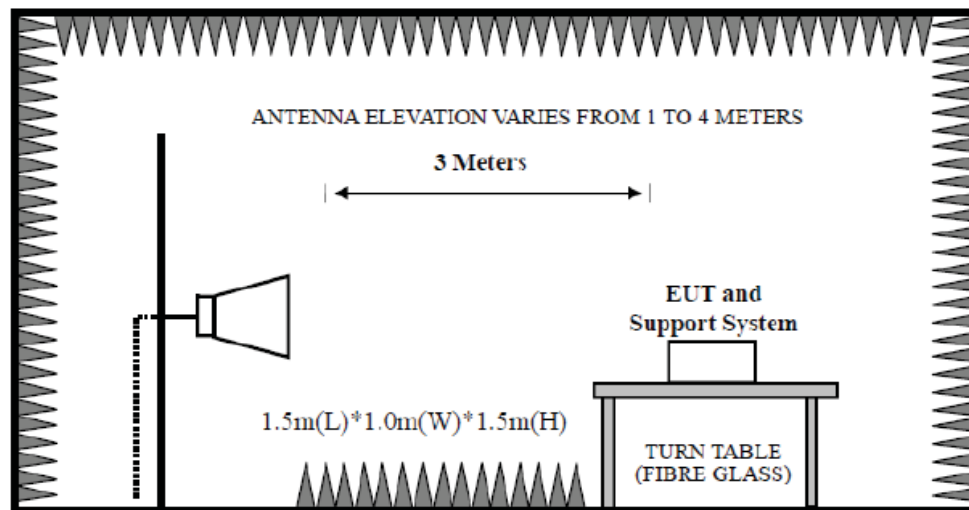 ANTENNA ELEVATION VARIES FROM 1 TO 4 METERS
3 Meters
EUT and
Support System
1.5m(L)*1.0m(W)*1.5m(H)
TURN TABLE
(FIBRE GLASS)